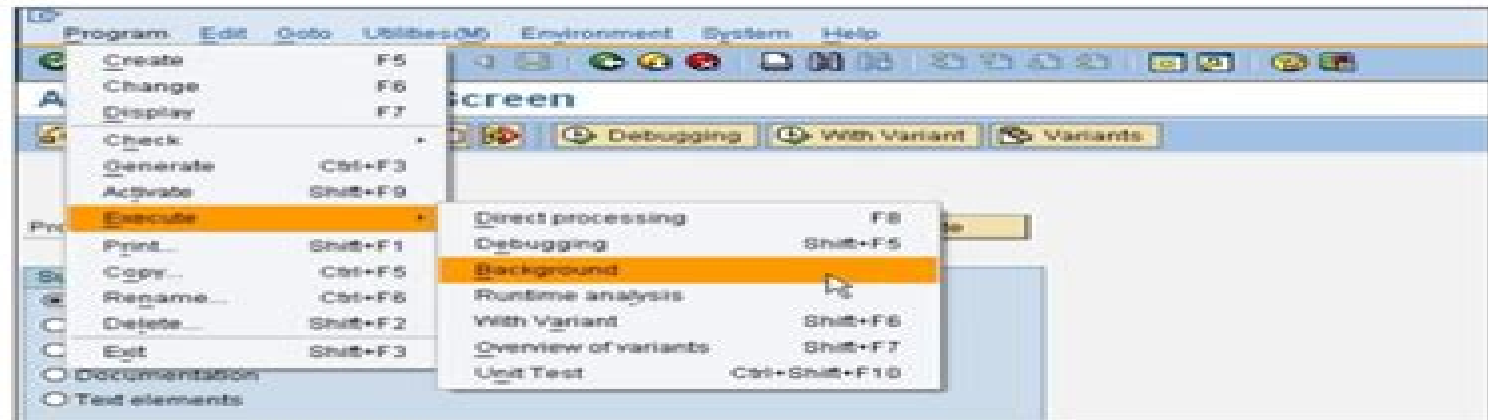 Program Edit Goto Utilities(M) Environment System Help
Create F5
Change F6
Display F7
Check
Generate Ctrl+F3
Activate Shift+F9
Execute
Print... Shift+F1
Copy... Ctrl+F5
Rename... Ctrl+F6
Delete... Shift+F2
Exit Shift+F3
Screen
Debugging With Variant Variants
Direct processing F8
Debugging Shift+F5
Background
Runtime analysis
With Variant Shift+F6
Overview of variants Shift+F7
Unit Test Ctrl+Shift+F10
Documentation
Text elements